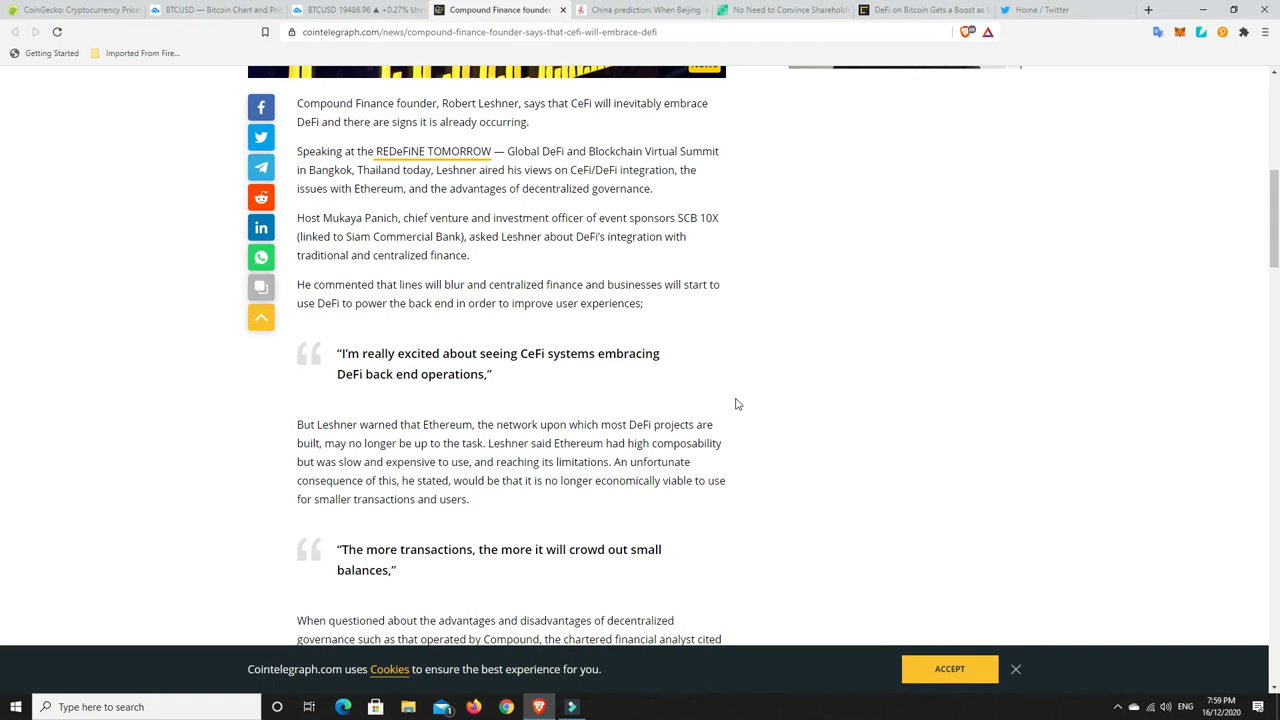 CoinGecko: Cryptocurrency Price
BTCUSD — Bitcoin Chart and Pri
BTCUSD 19486.96 ▲ +0.27% Un
Compound Finance founder
China prediction: When Beijing
No Need to Convince Sharehold
DeFi on Bitcoin Gets a Boost as
Home / Twitter
cointelegraph.com/news/compound-finance-founder-says-that-cefi-will-embrace-defi
Getting Started
Imported From Fire...
Compound Finance founder, Robert Leshner, says that CeFi will inevitably embrace
DeFi and there are signs it is already occurring.
Speaking at the REDeFiNE TOMORROW — Global DeFi and Blockchain Virtual Summit
in Bangkok, Thailand today, Leshner aired his views on CeFi/DeFi integration, the
issues with Ethereum, and the advantages of decentralized governance.
Host Mukaya Panich, chief venture and investment officer of event sponsors SCB 10X
(linked to Siam Commercial Bank), asked Leshner about DeFi's integration with
traditional and centralized finance.
He commented that lines will blur and centralized finance and businesses will start to
use DeFi to power the back end in order to improve user experiences;
“I'm really excited about seeing CeFi systems embracing
DeFi back end operations,”
But Leshner warned that Ethereum, the network upon which most DeFi projects are
built, may no longer be up to the task. Leshner said Ethereum had high composability
but was slow and expensive to use, and reaching its limitations. An unfortunate
consequence of this, he stated, would be that it is no longer economically viable to use
for smaller transactions and users.
“The more transactions, the more it will crowd out small
balances,”
When questioned about the advantages and disadvantages of decentralized
governance such as that operated by Compound, the chartered financial analyst cited
Cointelegraph.com uses Cookies to ensure the best experience for you.
ACCEPT
Type here to search
ENG
7:59 PM
16/12/2020